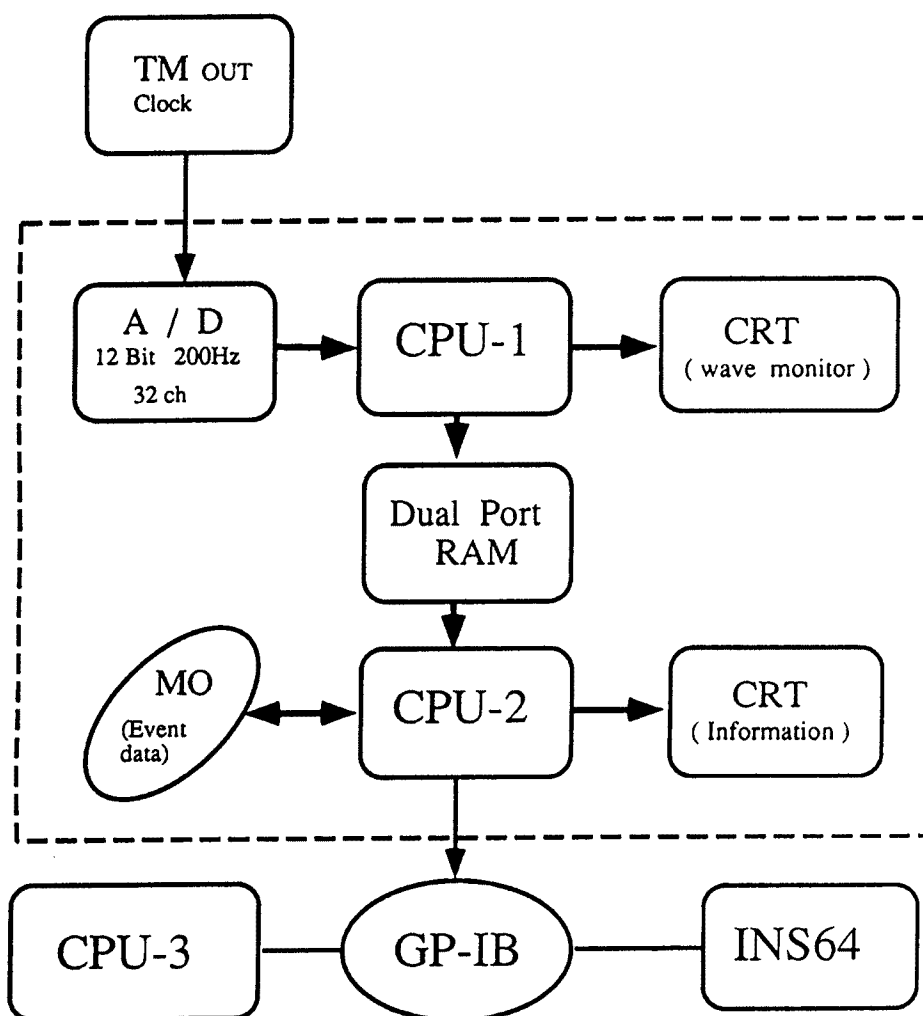 TM OUT
Clock
A / D
12 Bit 200Hz
32 ch
CPU-1
CRT
( wave monitor )
Dual Port
RAM
MO
(Event
data)
CPU-2
CRT
( Information )
CPU-3
GP-IB
INS64